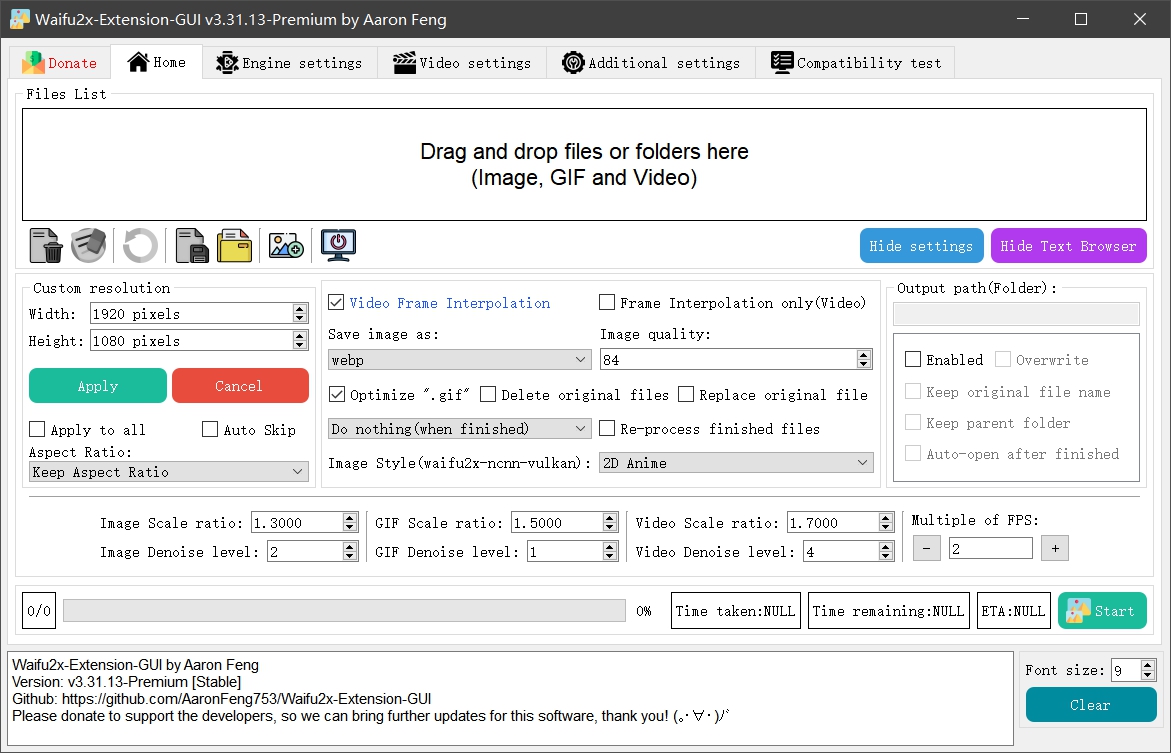 Waifu2x-Extension-GUI v3.31.13-Premium by Aaron Feng
Donate Home Engine settings Video settings Additional settings Compatibility test
Files List
Drag and drop files or folders here
(Image, GIF and Video)
Hide settings Hide Text Browser
Custom resolution
Width: 1920 pixels
Height: 1080 pixels
Apply Cancel
Apply to all Auto Skip
Aspect Ratio:
Keep Aspect Ratio
Video Frame Interpolation Frame Interpolation only(Video)
Save image as: Image quality:
webp 84
Optimize ".gif" Delete original files Replace original file
Do nothing(when finished) Re-process finished files
Image Style(waifu2x-ncnn-vulkan): 2D Anime
Output path(Folder):
Enabled Overwrite
Keep original file name
Keep parent folder
Auto-open after finished
Image Scale ratio: 1.3000 GIF Scale ratio: 1.5000 Video Scale ratio: 1.7000 Multiple of FPS:
Image Denoise level: 2 GIF Denoise level: 1 Video Denoise level: 4 - 2 +
0/0 0% Time taken:NULL Time remaining:NULL ETA:NULL Start
Waifu2x-Extension-GUI by Aaron Feng
Version: v3.31.13-Premium [Stable]
Github: https://github.com/AaronFeng753/Waifu2x-Extension-GUI
Please donate to support the developers, so we can bring further updates for this software, thank you! (｡･∀･)ﾉﾞ
Font size: 9
Clear